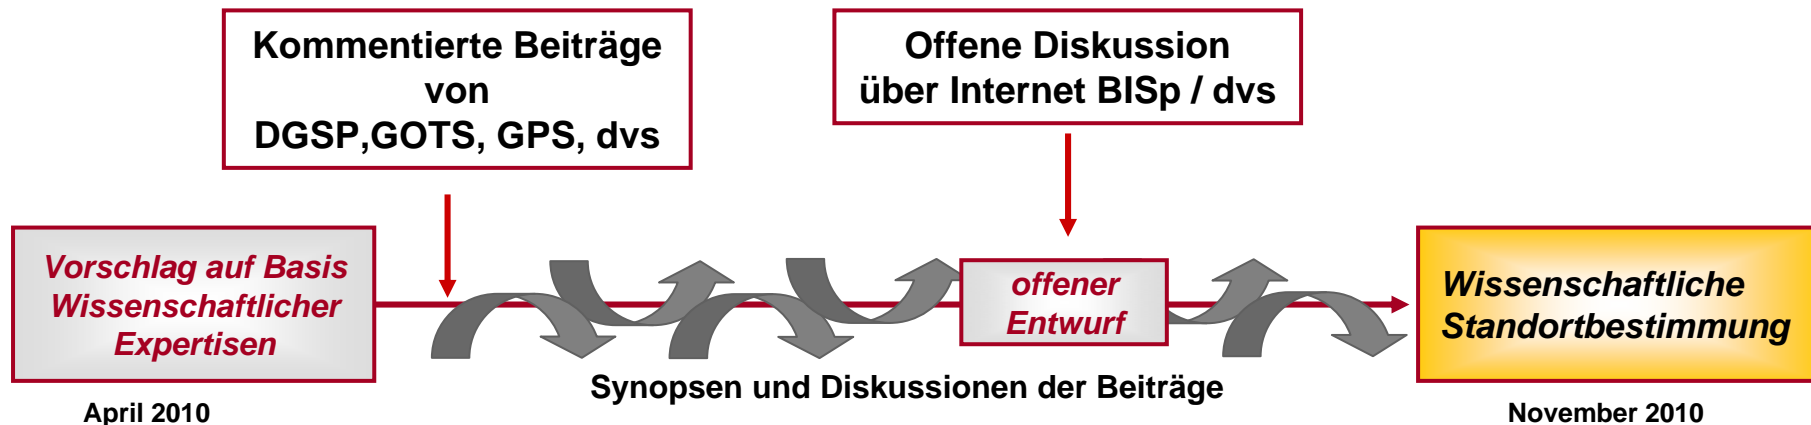 Kommentierte Beiträge
von
DGSP,GOTS, GPS, dvs
Offene Diskussion
über Internet BISp / dvs
Vorschlag auf Basis
Wissenschaftlicher
Expertisen
offener
Entwurf
Wissenschaftliche
Standortbestimmung
Synopsen und Diskussionen der Beiträge
April 2010
November 2010